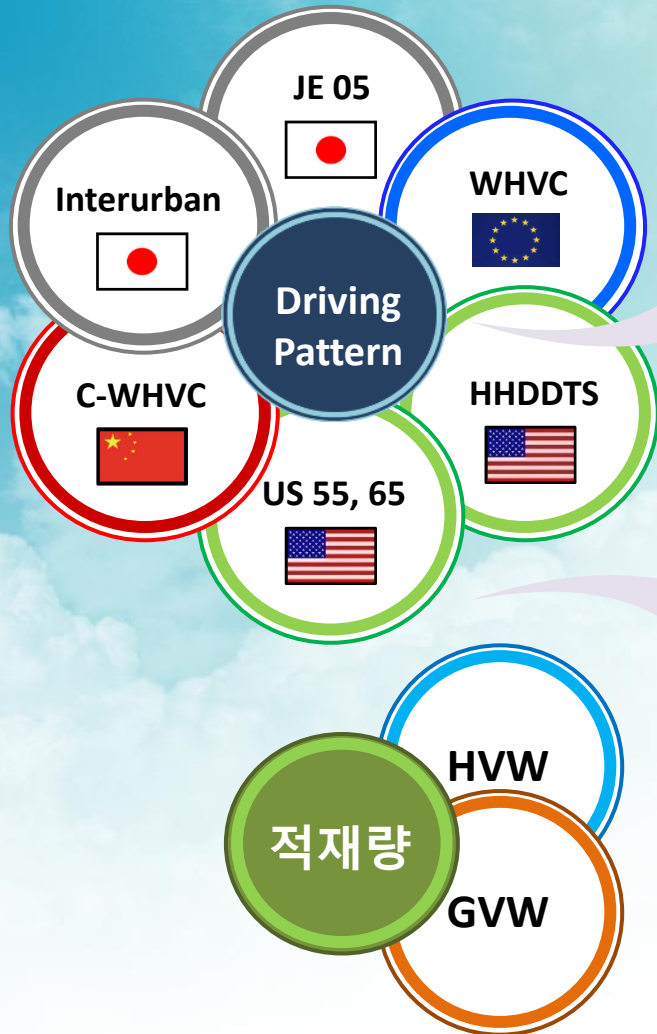 JE 05
WHVC
Interurban
Driving
Pattern
C-WHVC
HHDDTS
US 55, 65
HVW
적재량
GVW